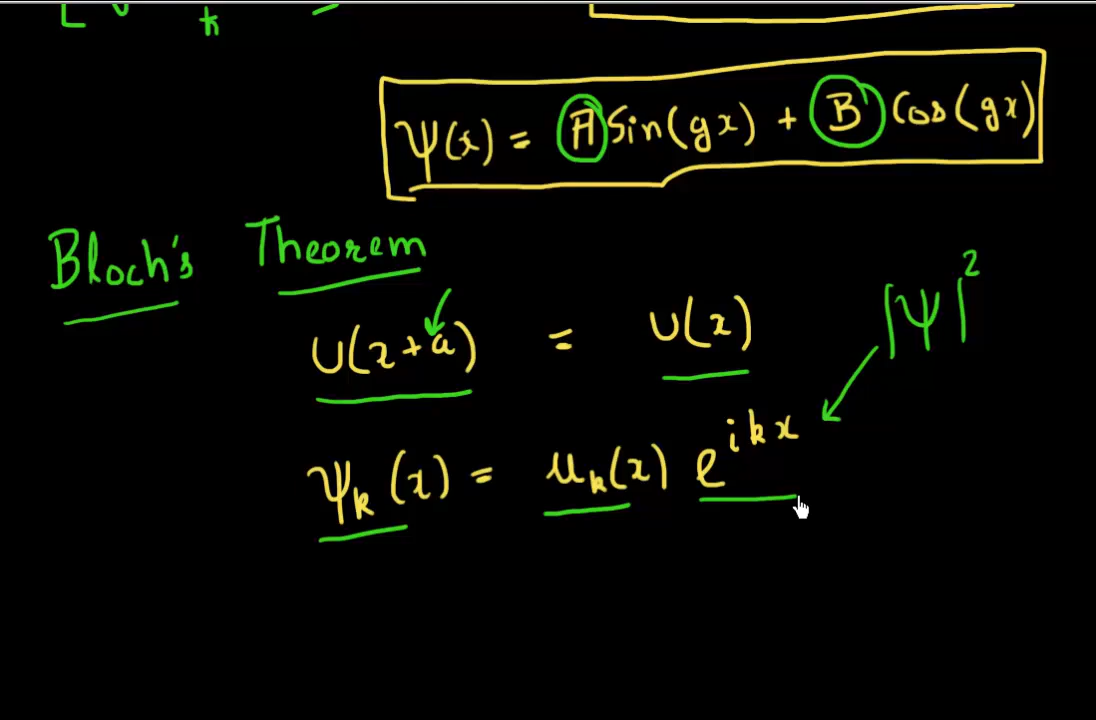 k =
ψ(x) = A Sin(gx) + B Cos(gx)
Bloch's Theorem
U(x+a) = U(x)
|ψ|²
ψₖ(x) = uₖ(x) e^{ikx}